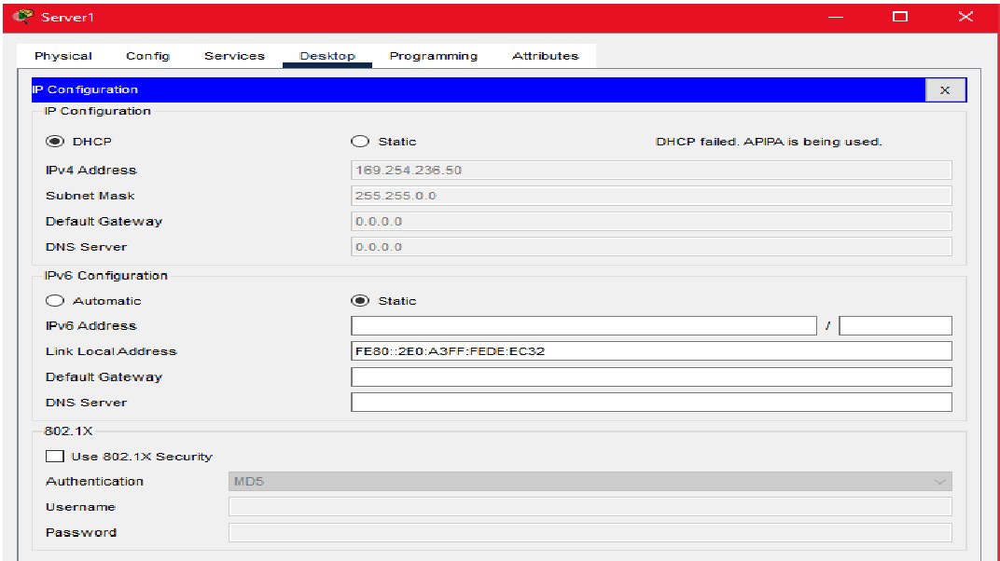 Server1
Physical Config Services Desktop Programming Attributes
IP Configuration X
IP Configuration
DHCP Static DHCP failed. APIPA is being used.
IPv4 Address 169.254.236.50
Subnet Mask 255.255.0.0
Default Gateway 0.0.0.0
DNS Server 0.0.0.0
IPv6 Configuration
Automatic Static
IPv6 Address /
Link Local Address FE80::2E0:A3FF:FEDE:EC32
Default Gateway
DNS Server
802.1X
Use 802.1X Security
Authentication MD5
Username
Password